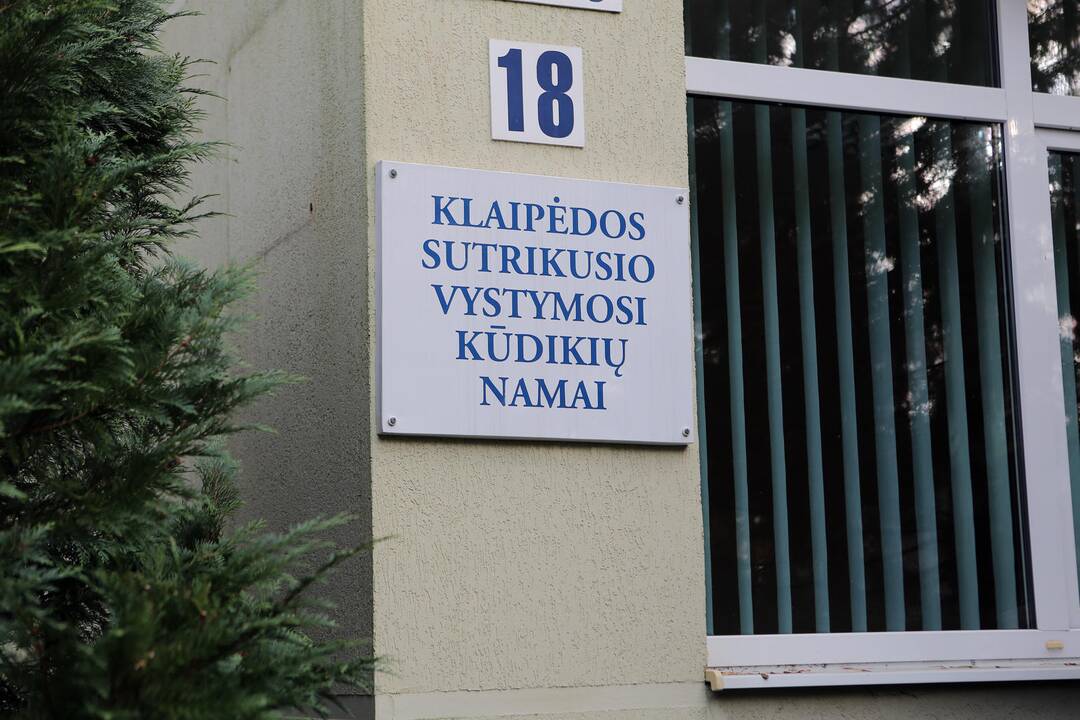 18
KLAIPĖDOS
SUTRIKUSIO
VYSTYMOSI
KŪDIKIŲ
NAMAI